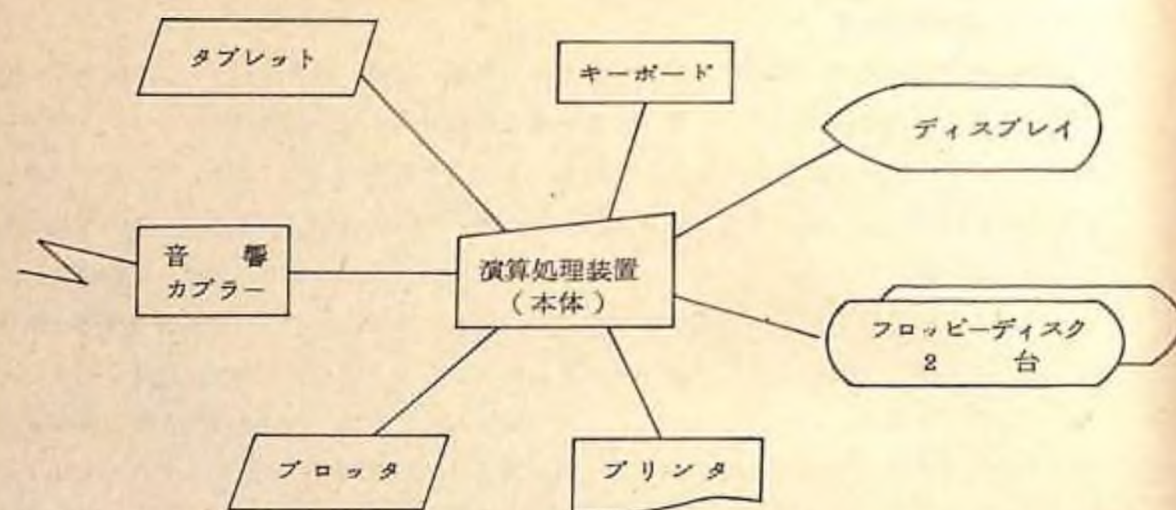 タブレット
キーボード
ディスプレイ
音響
カプラー
演算処理装置
(本体)
フロッピーディスク
2台
プロッタ
プリンタ